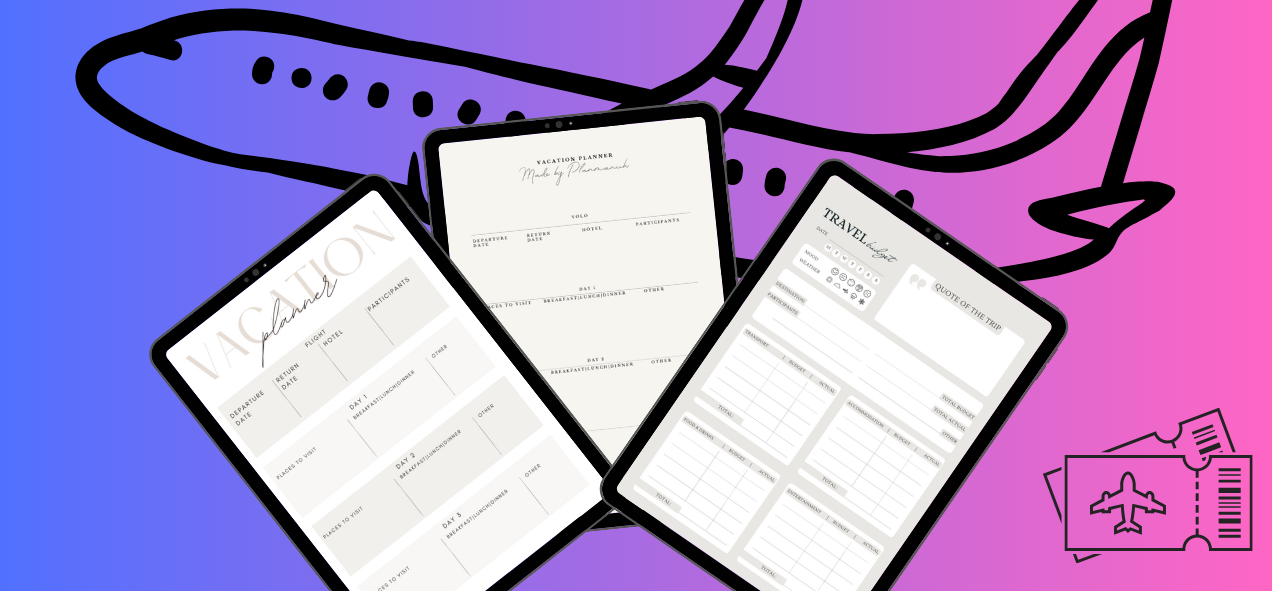 VACATION
planner
DEPARTURE DATE
RETURN DATE
FLIGHT
HOTEL
PARTICIPANTS
DAY 1
PLACES TO VISIT
BREAKFAST|LUNCH|DINNER
OTHER
DAY 2
PLACES TO VISIT
BREAKFAST|LUNCH|DINNER
OTHER
DAY 3
CES TO VISIT
BREAKFAST|LUNCH|DINNER
OTHER
VACATION PLANNER
Made by Planmanuh
VOLO
DEPARTURE DATE
RETURN DATE
HOTEL
PARTICIPANTS
DAY 1
ACES TO VISIT
BREAKFAST|LUNCH|DINNER
OTHER
DAY 2
BREAKFAST|LUNCH|DINNER
OTHER
TRAVEL
budget
DATE
M T W T F S S
MOOD
WEATHER
QUOTE OF THE TRIP
DESTINATION
PARTICIPANTS
TOTAL BUDGET
TOTAL ACTUAL
OTHER
TRANSPORT | BUDGET | ACTUAL
TOTAL
ACCOMMODATION | BUDGET | ACTUAL
TOTAL
FOOD & DRINKS | BUDGET | ACTUAL
TOTAL
ENTERTAINMENT | BUDGET | ACTUAL
TOTAL